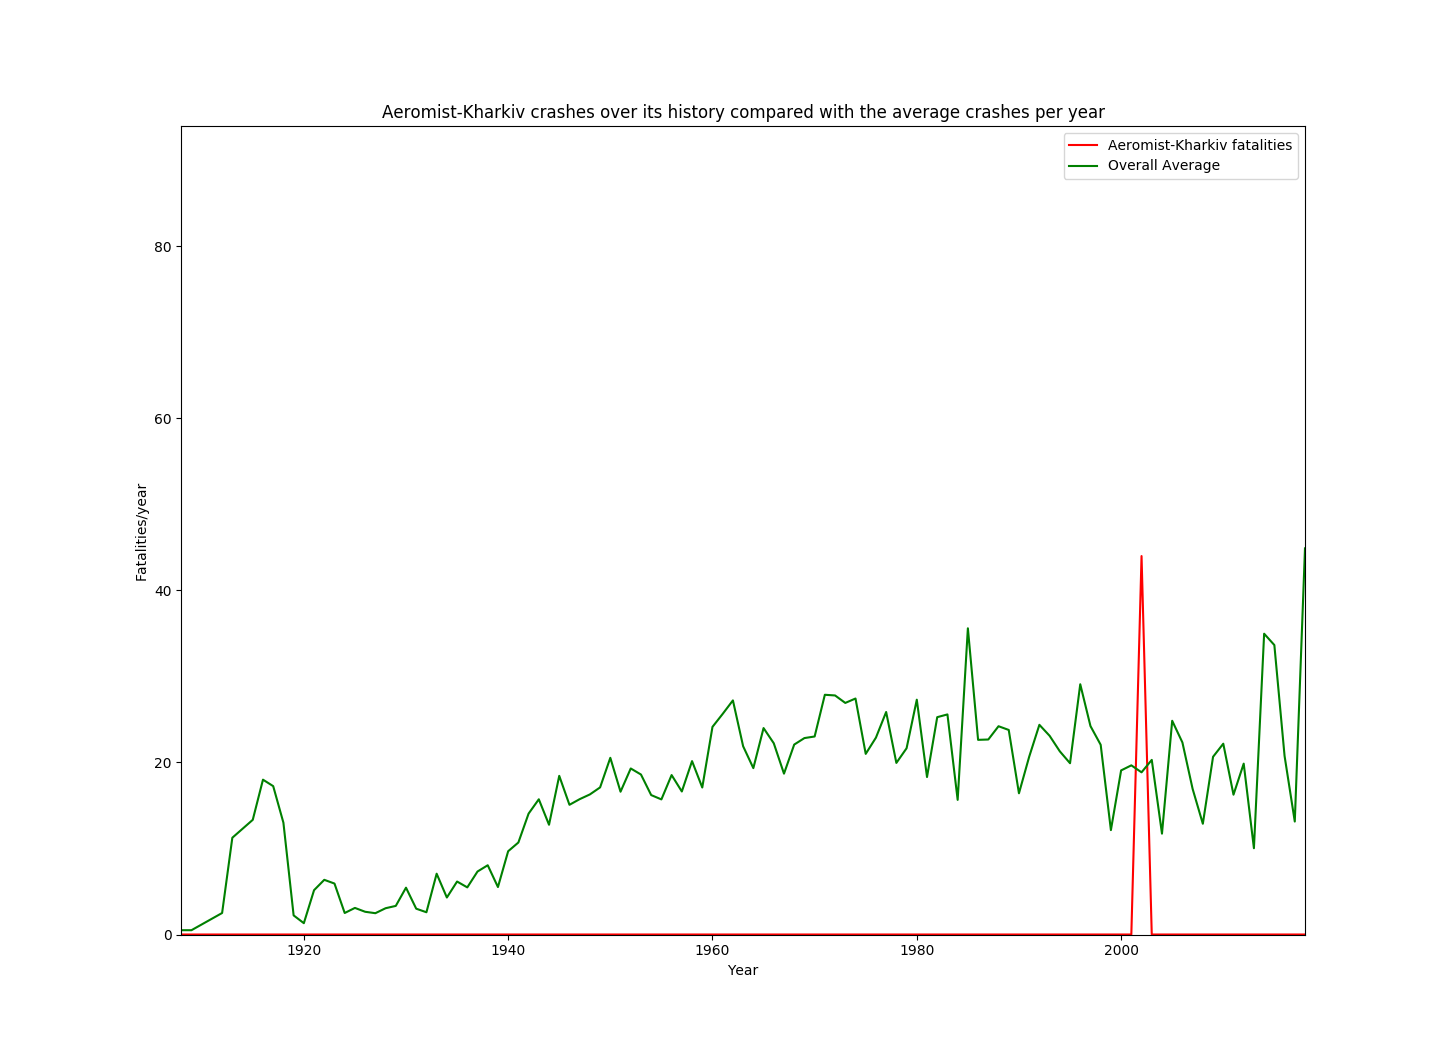 Aeromist-Kharkiv crashes over its history compared with the average crashes per year
Aeromist-Kharkiv fatalities
Overall Average
80
60
40
20
0
Fatalities/year
1920 1940 1960 1980 2000
Year